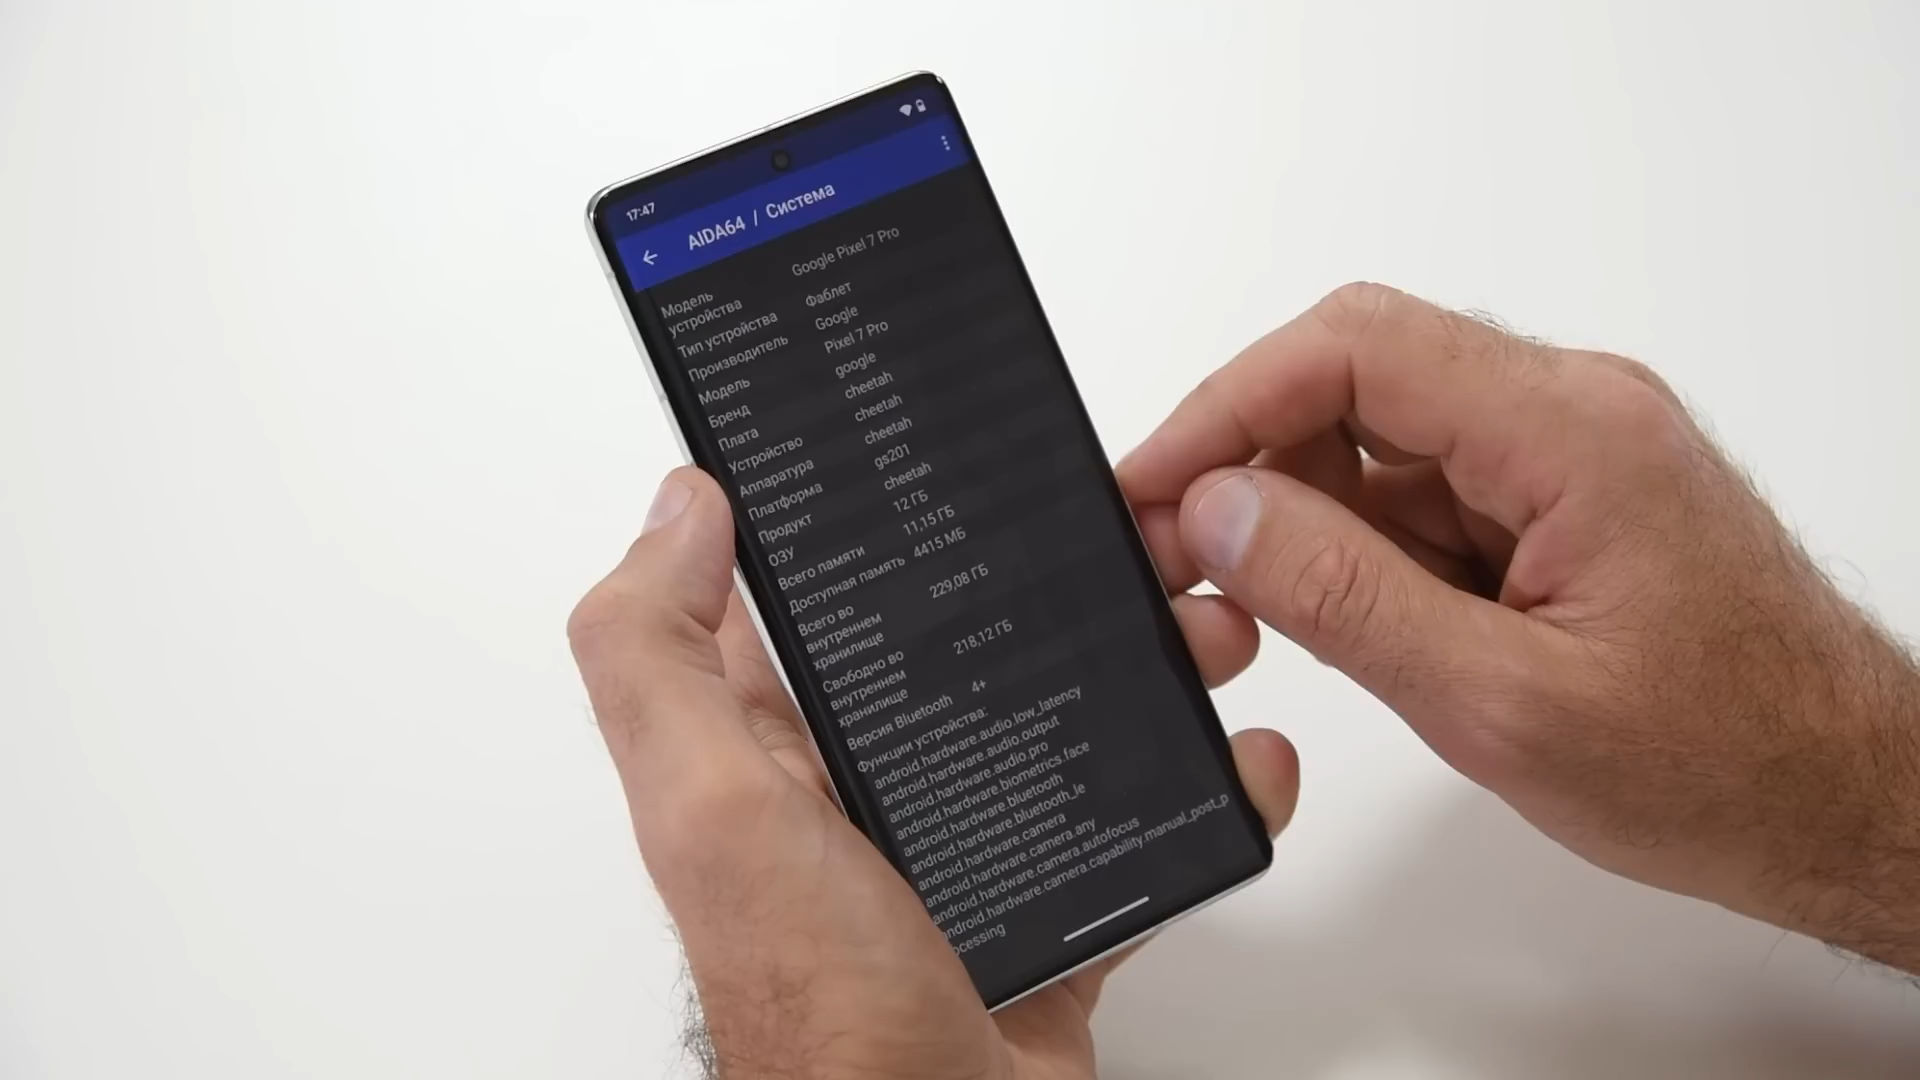 17:47
AIDA64 / Система
Модель устройства Google Pixel 7 Pro
Тип устройства Фаблет
Производитель Google
Модель Pixel 7 Pro
Бренд google
Плата cheetah
Устройство cheetah
Аппаратура cheetah
Платформа gs201
Продукт cheetah
ОЗУ 12 ГБ
Всего памяти 11,15 ГБ
Доступная память 4415 МБ
Всего во внутреннем хранилище 229,08 ГБ
Свободно во внутреннем хранилище 218,12 ГБ
Версия Bluetooth 4+
Функции устройства:
android.hardware.audio.low_latency
android.hardware.audio.output
android.hardware.audio.pro
android.hardware.biometrics.face
android.hardware.bluetooth
android.hardware.bluetooth_le
android.hardware.camera
android.hardware.camera.any
android.hardware.camera.autofocus
android.hardware.camera.capability.manual_post_p
ocessing